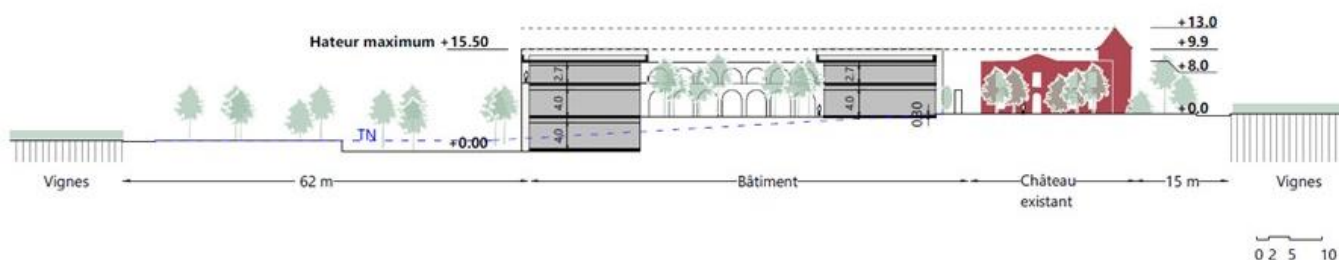 +13.0
Hateur maximum +15.50
+9.9
+8.0
2.7
2.7
4.0
4.0
+0.0
0.80
TN
+0.00
4.0
Vignes
62 m
Bâtiment
Château
existant
15 m
Vignes
0 2 5 10